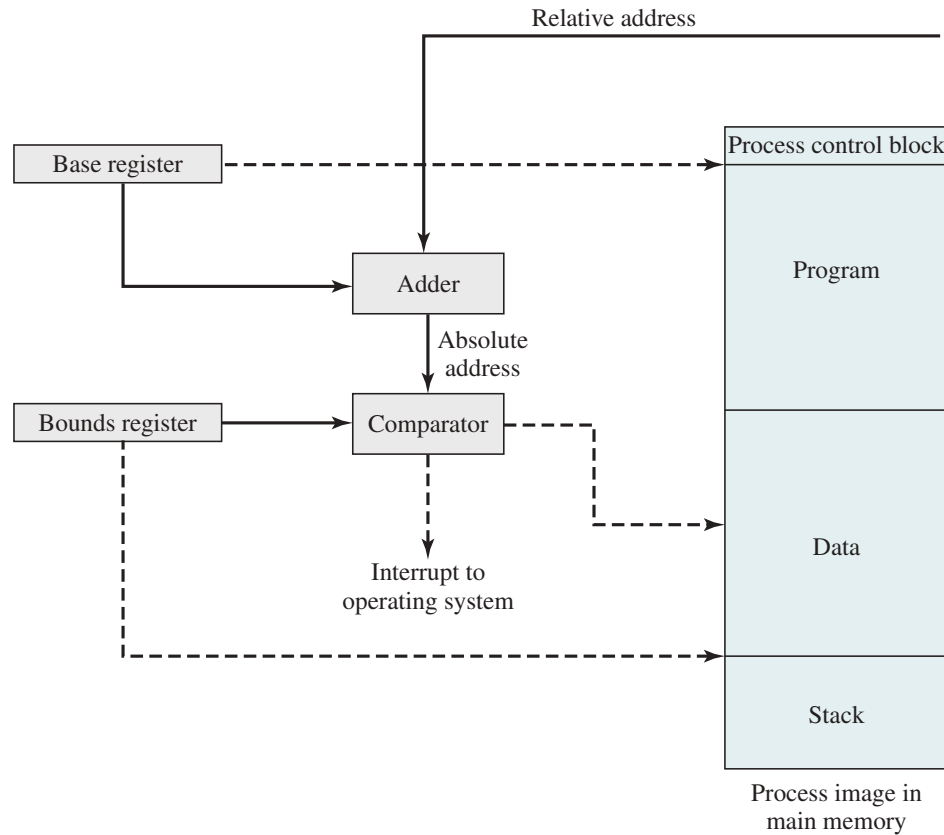 Relative address
Process control block
Base register
Program
Adder
Absolute
address
Bounds register
Comparator
Data
Interrupt to
operating system
Stack
Process image in
main memory